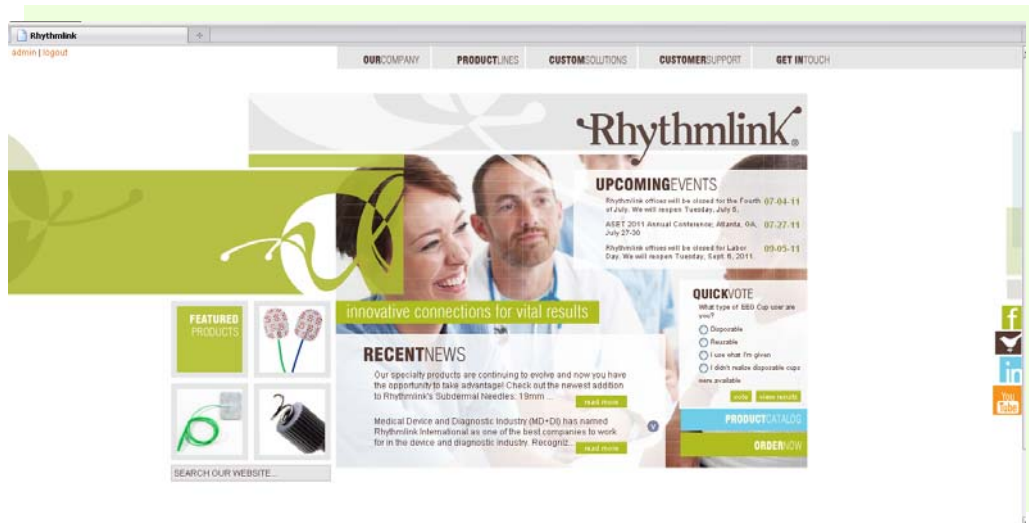 Rhythmlink
admin | logout
OURCOMPANY PRODUCTLINES CUSTOMSOLUTIONS CUSTOMERSUPPORT GET INTOUCH
Rhythmlink®
UPCOMINGEVENTS
Rhythmlink offices will be closed for the Fourth 07-04-11
of July. We will reopen Tuesday, July 5.
ASET 2011 Annual Conference; Atlanta, GA, 07-27-11
July 27-30
Rhythmlink offices will be closed for Labor 09-05-11
Day. We will reopen Tuesday, Sept. 6, 2011.
innovative connections for vital results
FEATURED
PRODUCTS
QUICKVOTE
What type of EEG Cup user are
you?
Disposable
Reusable
I use what I'm given
I didn't realize disposable cups
were available
vote view results
RECENTNEWS
Our specialty products are continuing to evolve and now you have
the opportunity to take advantage! Check out the newest addition
to Rhythmlink's Subdermal Needles: 19mm ...
read more
Medical Device and Diagnostic Industry (MD+DI) has named
Rhythmlink International as one of the best companies to work
for in the device and diagnostic industry. Recogniz...
read more
PRODUCTCATALOG
ORDERNOW
SEARCH OUR WEBSITE...
f
in
You
Tube